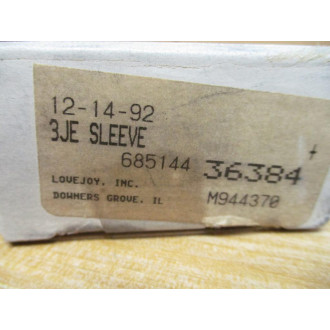 12-14-92
3JE SLEEVE
685144 36384
LOVEJOY, INC.
DOWNERS GROVE, IL M944370